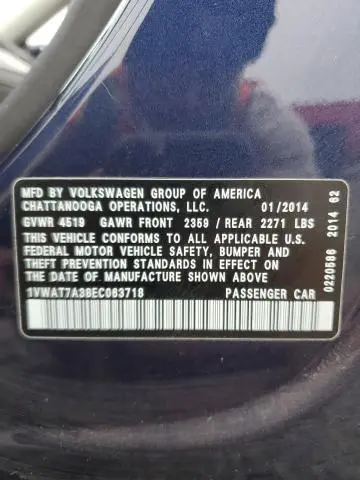 MFD BY VOLKSWAGEN GROUP OF AMERICA
CHATTANOOGA OPERATIONS, LLC. 01/2014
GVWR 4519 GAWR FRONT 2359 / REAR 2271 LBS
THIS VEHICLE CONFORMS TO ALL APPLICABLE U.S.
FEDERAL MOTOR VEHICLE SAFETY, BUMPER AND
THEFT PREVENTION STANDARDS IN EFFECT ON
THE DATE OF MANUFACTURE SHOWN ABOVE
1VWAT7A38EC063718 PASSENGER CAR
0220586 2014 62